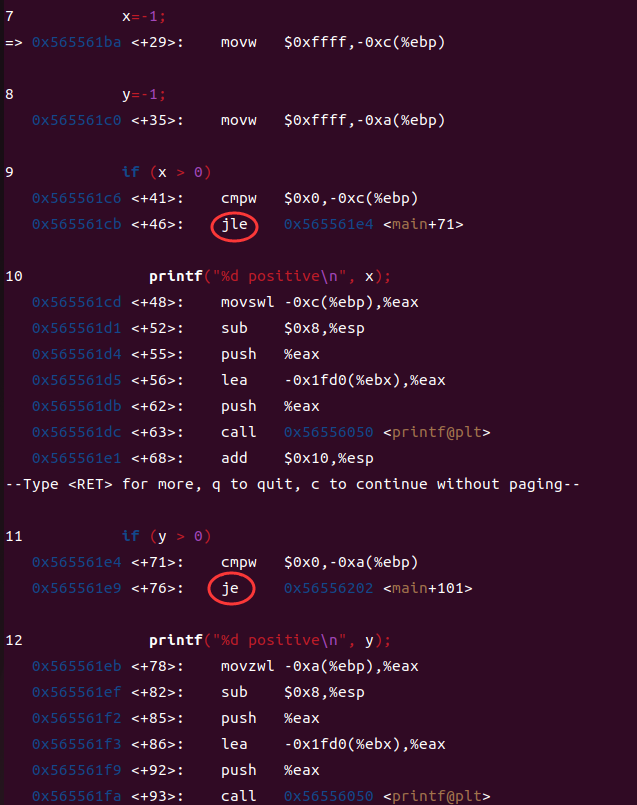 7            x=-1;
=> 0x565561ba <+29>:    movw   $0xffff,-0xc(%ebp)
8            y=-1;
   0x565561c0 <+35>:    movw   $0xffff,-0xa(%ebp)
9            if (x > 0)
   0x565561c6 <+41>:    cmpw   $0x0,-0xc(%ebp)
   0x565561cb <+46>:    jle    0x565561e4 <main+71>
10              printf("%d positive\n", x);
   0x565561cd <+48>:    movswl -0xc(%ebp),%eax
   0x565561d1 <+52>:    sub    $0x8,%esp
   0x565561d4 <+55>:    push   %eax
   0x565561d5 <+56>:    lea    -0x1fd0(%ebx),%eax
   0x565561db <+62>:    push   %eax
   0x565561dc <+63>:    call   0x56556050 <printf@plt>
   0x565561e1 <+68>:    add    $0x10,%esp
--Type <RET> for more, q to quit, c to continue without paging--
11           if (y > 0)
   0x565561e4 <+71>:    cmpw   $0x0,-0xa(%ebp)
   0x565561e9 <+76>:    je     0x56556202 <main+101>
12              printf("%d positive\n", y);
   0x565561eb <+78>:    movzwl -0xa(%ebp),%eax
   0x565561ef <+82>:    sub    $0x8,%esp
   0x565561f2 <+85>:    push   %eax
   0x565561f3 <+86>:    lea    -0x1fd0(%ebx),%eax
   0x565561f9 <+92>:    push   %eax
   0x565561fa <+93>:    call   0x56556050 <printf@plt>